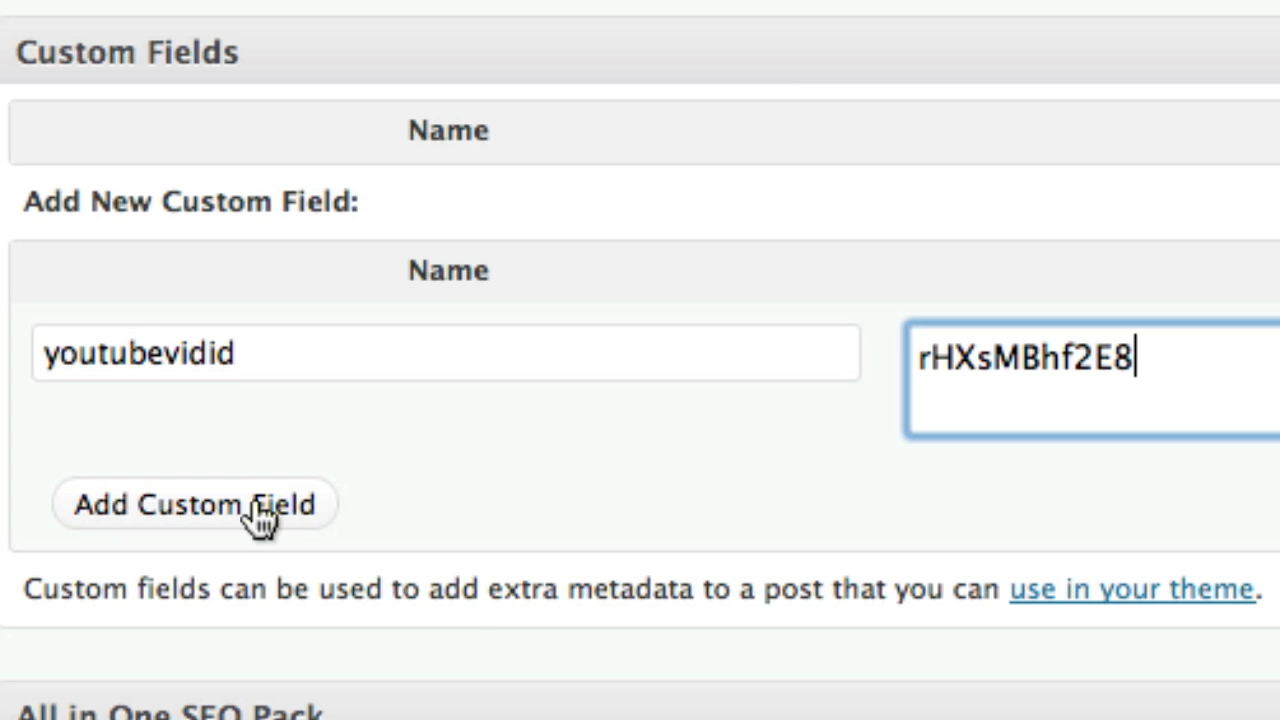 Custom Fields
Name
Add New Custom Field:
Name
youtubevidid
rHXsMBhf2E8
Add Custom Field
Custom fields can be used to add extra metadata to a post that you can use in your theme.
All in One SEO Pack